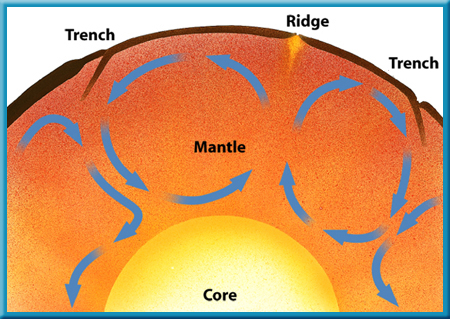 Ridge
Trench
Trench
Mantle
Core